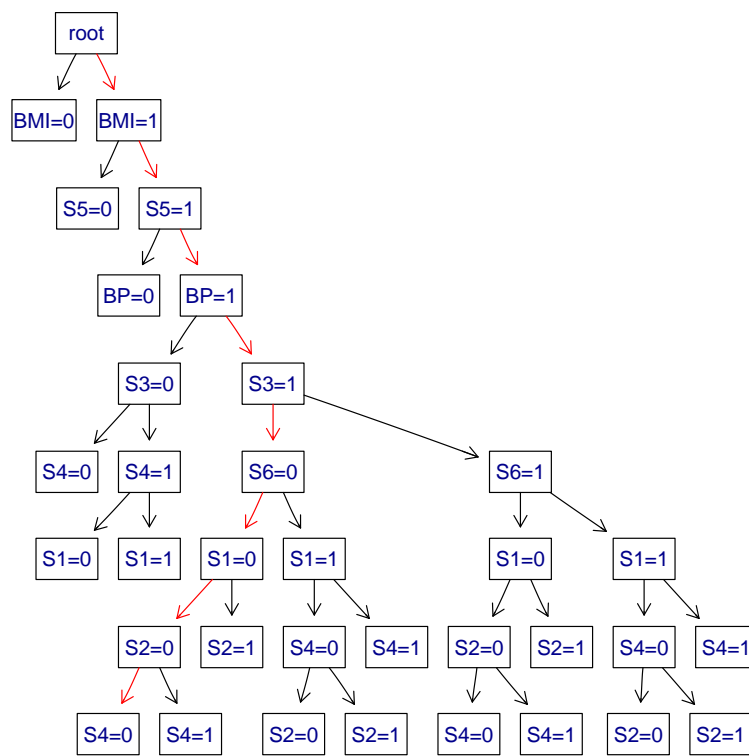 root
BMI=0 BMI=1
S5=0 S5=1
BP=0 BP=1
S3=0 S3=1
S4=0 S4=1 S6=0 S6=1
S1=0 S1=1 S1=0 S1=1 S1=0 S1=1
S2=0 S2=1 S4=0 S4=1 S2=0 S2=1 S4=0 S4=1
S4=0 S4=1 S2=0 S2=1 S4=0 S4=1 S2=0 S2=1